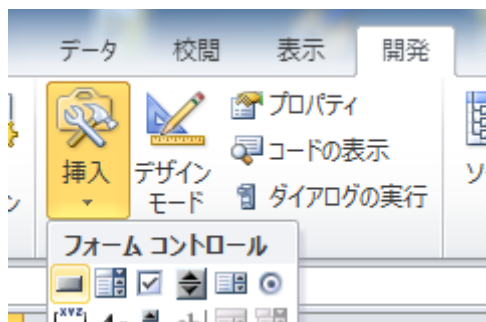 データ 校閲 表示 開発
挿入
デザイン
モード
プロパティ
コードの表示
ダイアログの実行
フォーム コントロール
XYZ
ab